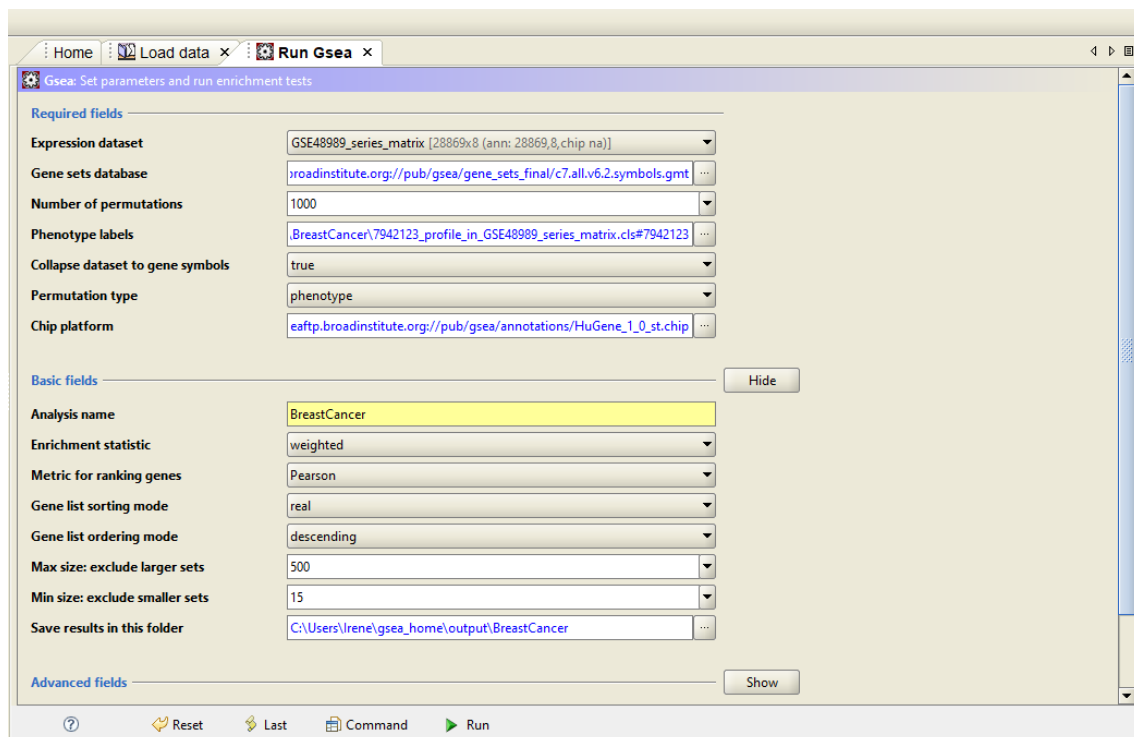 Home Load data x Run Gsea x
Gsea: Set parameters and run enrichment tests
Required fields
Expression dataset GSE48989_series_matrix [28869x8 (ann: 28869,8,chip na)]
Gene sets database broadinstitute.org://pub/gsea/gene_sets_final/c7.all.v6.2.symbols.gmt ...
Number of permutations 1000
Phenotype labels .BreastCancer\7942123_profile_in_GSE48989_series_matrix.cls#7942123 ...
Collapse dataset to gene symbols true
Permutation type phenotype
Chip platform eaftp.broadinstitute.org://pub/gsea/annotations/HuGene_1_0_st.chip ...
Basic fields Hide
Analysis name BreastCancer
Enrichment statistic weighted
Metric for ranking genes Pearson
Gene list sorting mode real
Gene list ordering mode descending
Max size: exclude larger sets 500
Min size: exclude smaller sets 15
Save results in this folder C:\Users\Irene\gsea_home\output\BreastCancer ...
Advanced fields Show
? Reset Last Command Run